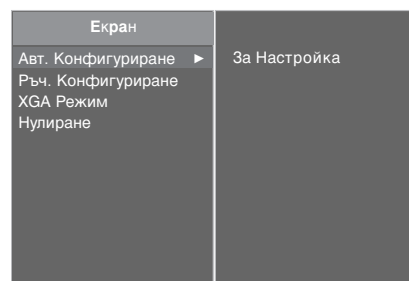 Екран
Авт. Конфигуриране ►
За Настройка
Ръч. Конфигуриране
XGA Режим
Нулиране